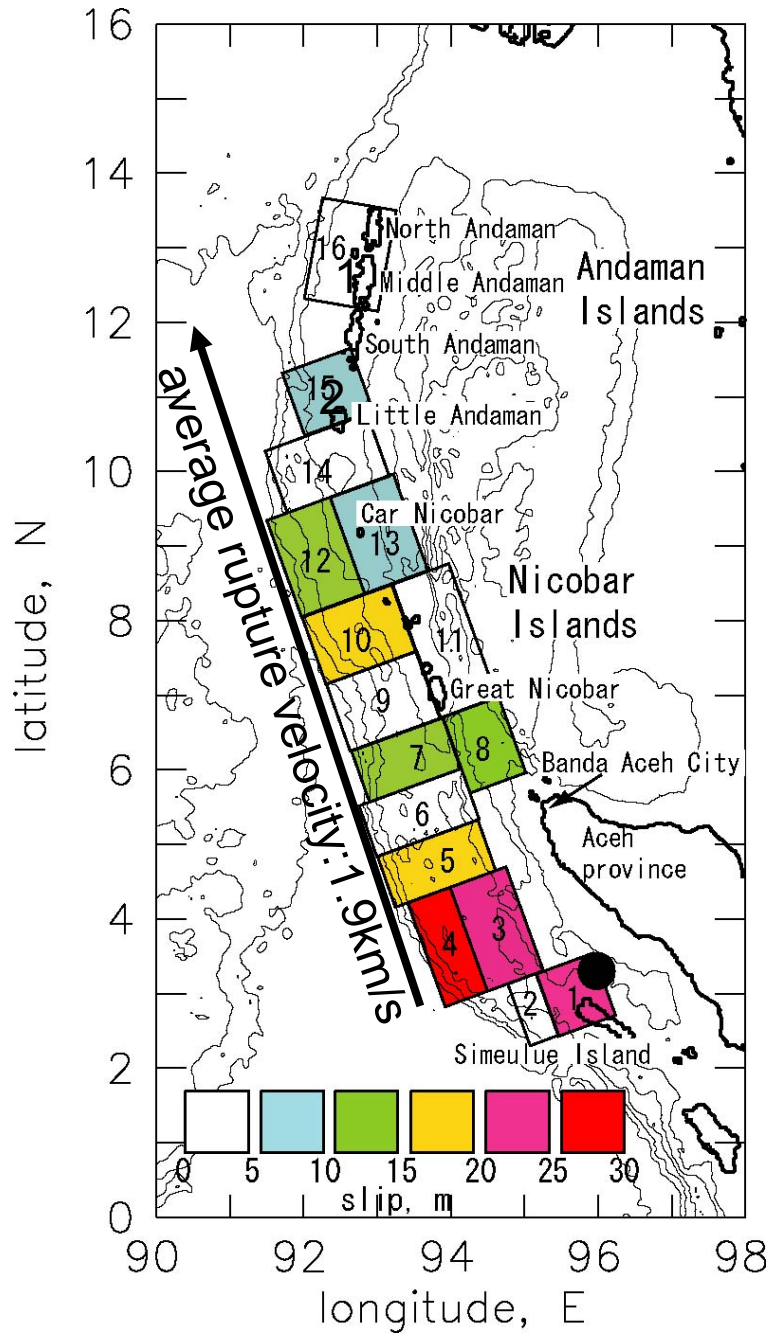 16
14
12
10
8
6
4
2
0
latitude, N
North Andaman
16
1
Middle Andaman
Andaman
Islands
South Andaman
15
2
Little Andaman
14
Car Nicobar
12
13
Nicobar
Islands
10
11
9
Great Nicobar
7
8
Banda Aceh City
6
Aceh
province
5
4
3
2
1
Simeulue Island
average rupture velocity:1.9km/s
0 5 10 15 20 25 30
slip, m
90 92 94 96 98
longitude, E